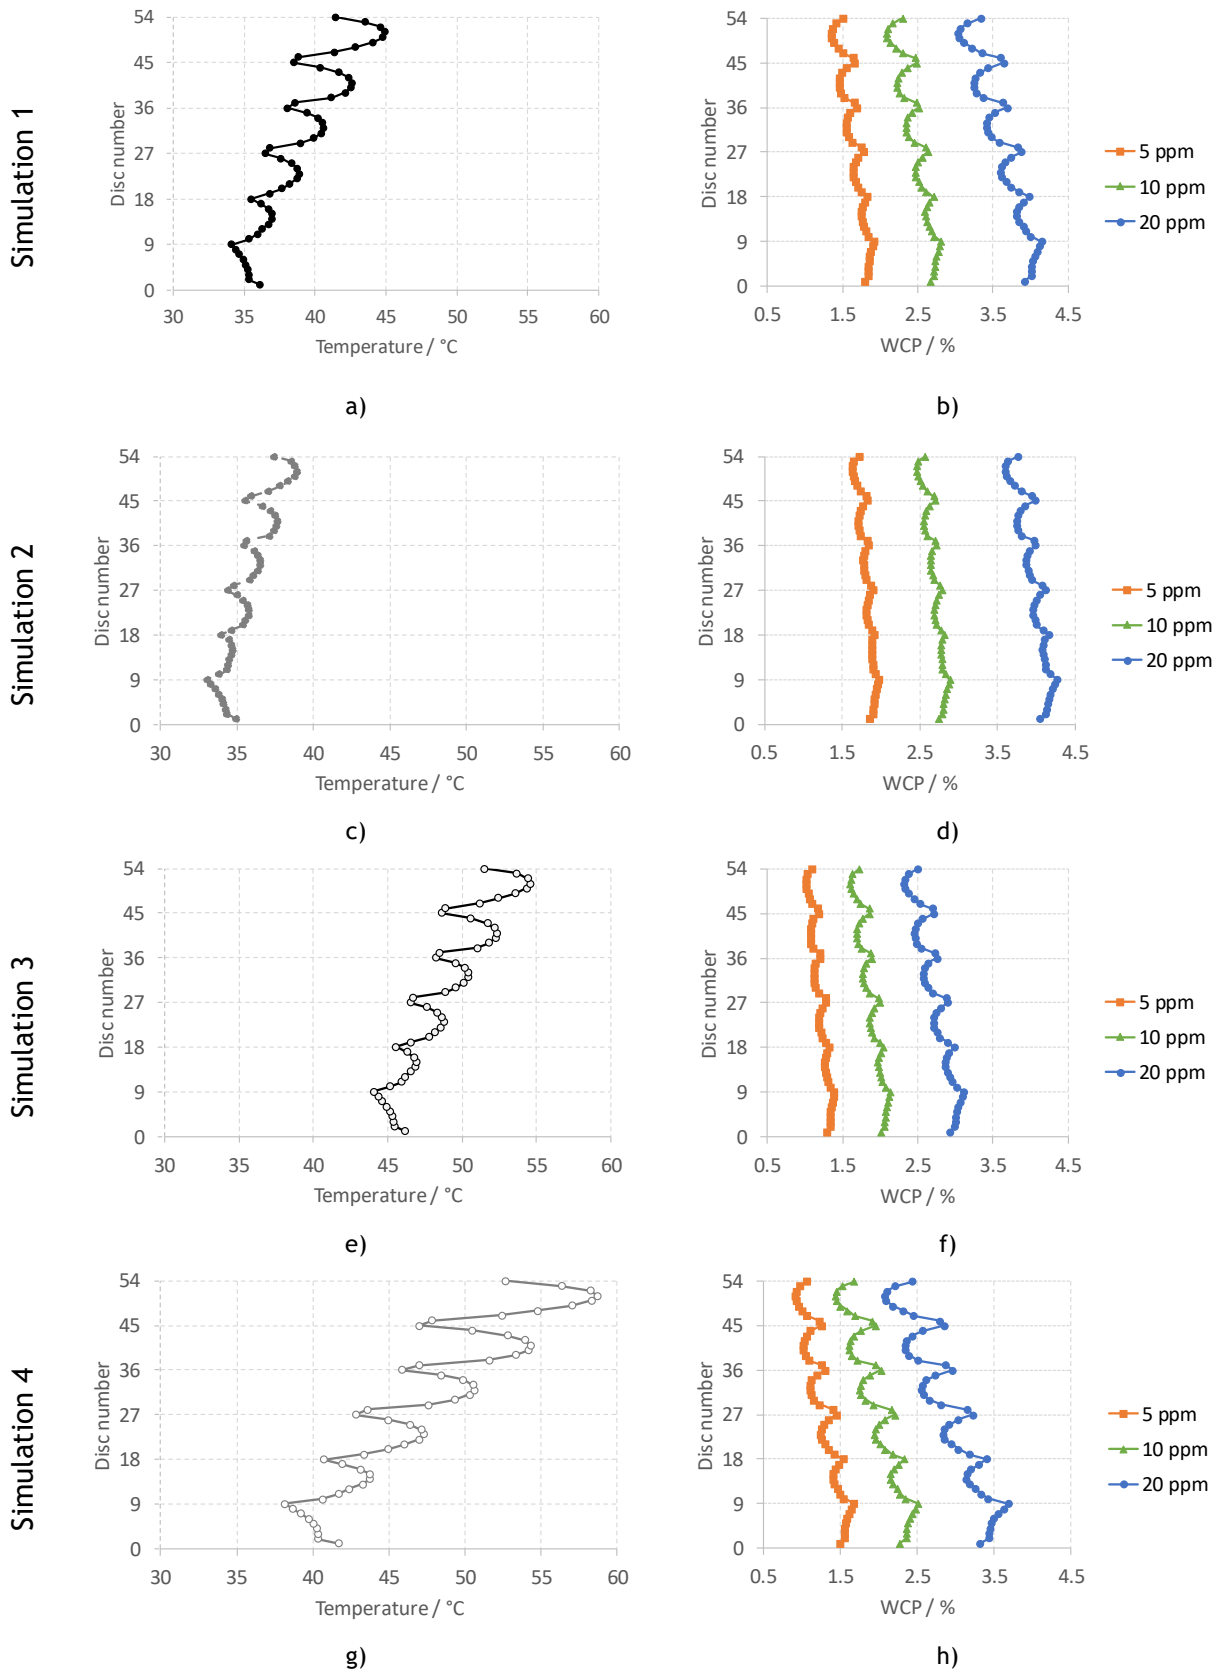 Simulation 1
Disc number
54
45
36
27
18
9
0
30 35 40 45 50 55 60
Temperature / °C
a)
Disc number
54
45
36
27
18
9
0
0.5 1.5 2.5 3.5 4.5
WCP / %
5 ppm
10 ppm
20 ppm
b)
Simulation 2
Disc number
54
45
36
27
18
9
0
30 35 40 45 50 55 60
Temperature / °C
c)
Disc number
54
45
36
27
18
9
0
0.5 1.5 2.5 3.5 4.5
WCP / %
5 ppm
10 ppm
20 ppm
d)
Simulation 3
Disc number
54
45
36
27
18
9
0
30 35 40 45 50 55 60
Temperature / °C
e)
Disc number
54
45
36
27
18
9
0
0.5 1.5 2.5 3.5 4.5
WCP / %
5 ppm
10 ppm
20 ppm
f)
Simulation 4
Disc number
54
45
36
27
18
9
0
30 35 40 45 50 55 60
Temperature / °C
g)
Disc number
54
45
36
27
18
9
0
0.5 1.5 2.5 3.5 4.5
WCP / %
5 ppm
10 ppm
20 ppm
h)